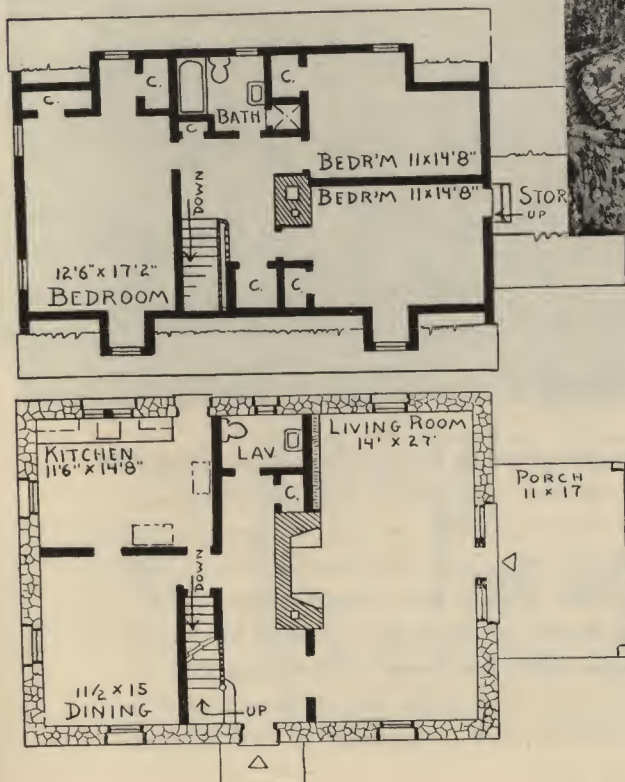 C.
C.
C.
C
BATH
BEDR'M 11X14'8"
BEDR'M 11X14'8"
DOWN
STOR
UP
12'6" X 17'2"
BEDROOM
C.
C.
KITCHEN
11'6" X 14'8"
LAV.
LIVING ROOM
14' X 27'
C.
PORCH
11 X 17
DOWN
11/2 X 15
DINING
UP